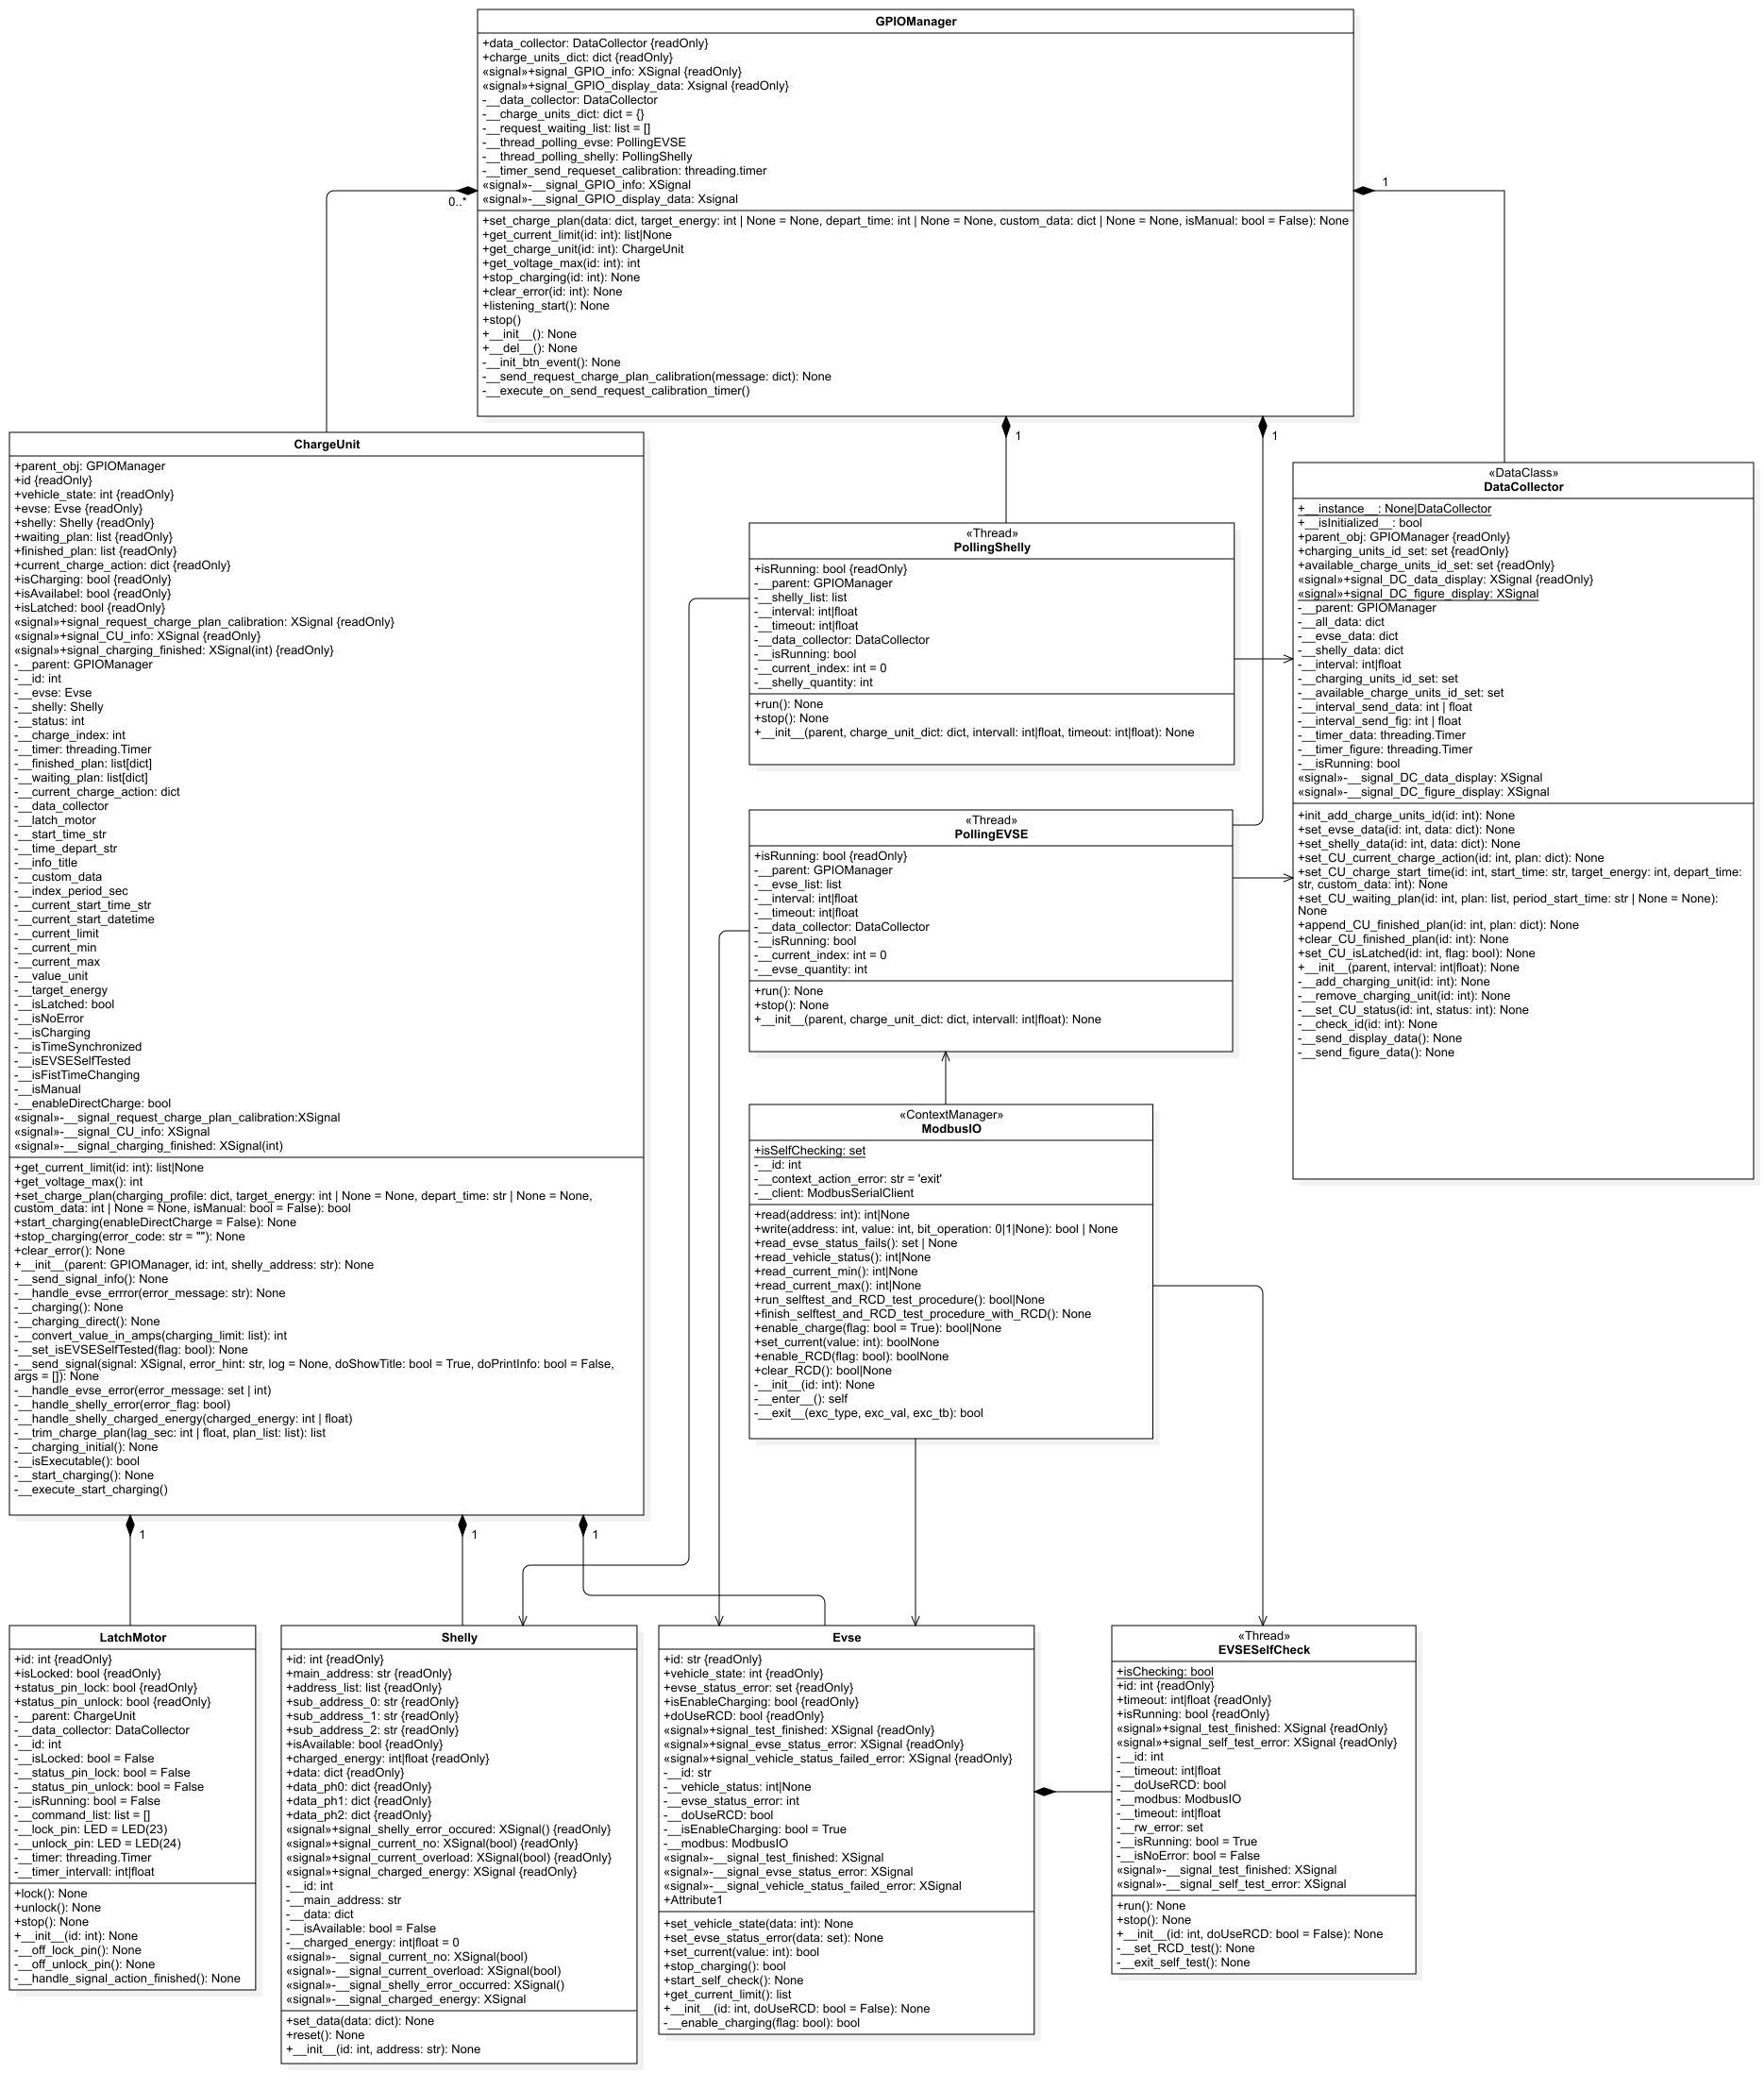 GPIOManager
+data_collector: DataCollector {readOnly}
+charge_units_dict: dict {readOnly}
«signal»+signal_GPIO_info: XSignal {readOnly}
«signal»+signal_GPIO_display_data: Xsignal {readOnly}
-__data_collector: DataCollector
-__charge_units_dict: dict = {}
-__request_waiting_list: list = []
-__thread_polling_evse: PollingEVSE
-__thread_polling_shelly: PollingShelly
-__timer_send_requeset_calibration: threading.timer
«signal»-__signal_GPIO_info: XSignal
«signal»-__signal_GPIO_display_data: Xsignal
+set_charge_plan(data: dict, target_energy: int | None = None, depart_time: int | None = None, custom_data: dict | None = None, isManual: bool = False): None
+get_current_limit(id: int): list|None
+get_charge_unit(id: int): ChargeUnit
+get_voltage_max(id: int): int
+stop_charging(id: int): None
+clear_error(id: int): None
+listening_start(): None
+stop()
+__init__(): None
+__del__(): None
-__init_btn_event(): None
-__send_request_charge_plan_calibration(message: dict): None
-__execute_on_send_request_calibration_timer()
0..*
1
1
1
ChargeUnit
+parent_obj: GPIOManager
+id {readOnly}
+vehicle_state: int {readOnly}
+evse: Evse {readOnly}
+shelly: Shelly {readOnly}
+waiting_plan: list {readOnly}
+finished_plan: list {readOnly}
+current_charge_action: dict {readOnly}
+isCharging: bool {readOnly}
+isAvailabel: bool {readOnly}
+isLatched: bool {readOnly}
«signal»+signal_request_charge_plan_calibration: XSignal {readOnly}
«signal»+signal_CU_info: XSignal {readOnly}
«signal»+signal_charging_finished: XSignal(int) {readOnly}
-__parent: GPIOManager
-__id: int
-__evse: Evse
-__shelly: Shelly
-__status: int
-__charge_index: int
-__timer: threading.Timer
-__finished_plan: list[dict]
-__waiting_plan: list[dict]
-__current_charge_action: dict
-__data_collector
-__latch_motor
-__start_time_str
-__time_depart_str
-__info_title
-__custom_data
-__index_period_sec
-__current_start_time_str
-__current_start_datetime
-__current_limit
-__current_min
-__current_max
-__value_unit
-__target_energy
-__isLatched: bool
-__isNoError
-__isCharging
-__isTimeSynchronized
-__isEVSESelfTested
-__isFistTimeChanging
-__isManual
-__enableDirectCharge: bool
«signal»-__signal_request_charge_plan_calibration:XSignal
«signal»-__signal_CU_info: XSignal
«signal»-__signal_charging_finished: XSignal(int)
+get_current_limit(id: int): list|None
+get_voltage_max(): int
+set_charge_plan(charging_profile: dict, target_energy: int | None = None, depart_time: str | None = None,
custom_data: int | None = None, isManual: bool = False): bool
+start_charging(enableDirectCharge = False): None
+stop_charging(error_code: str = ""): None
+clear_error(): None
+__init__(parent: GPIOManager, id: int, shelly_address: str): None
-__send_signal_info(): None
-__handle_evse_errror(error_message: str): None
-__charging(): None
-__charging_direct(): None
-__convert_value_in_amps(charging_limit: list): int
-__set_isEVSESelfTested(flag: bool): None
-__send_signal(signal: XSignal, error_hint: str, log = None, doShowTitle: bool = True, doPrintInfo: bool = False,
args = []): None
-__handle_evse_error(error_message: set | int)
-__handle_shelly_error(error_flag: bool)
-__handle_shelly_charged_energy(charged_energy: int | float)
-__trim_charge_plan(lag_sec: int | float, plan_list: list): list
-__charging_initial(): None
-__isExecutable(): bool
-__start_charging(): None
-__execute_start_charging()
1
1
1
«Thread»
PollingShelly
+isRunning: bool {readOnly}
-__parent: GPIOManager
-__shelly_list: list
-__interval: int|float
-__timeout: int|float
-__data_collector: DataCollector
-__isRunning: bool
-__current_index: int = 0
-__shelly_quantity: int
+run(): None
+stop(): None
+__init__(parent, charge_unit_dict: dict, intervall: int|float, timeout: int|float): None
«Thread»
PollingEVSE
+isRunning: bool {readOnly}
-__parent: GPIOManager
-__evse_list: list
-__interval: int|float
-__timeout: int|float
-__data_collector: DataCollector
-__isRunning: bool
-__current_index: int = 0
-__evse_quantity: int
+run(): None
+stop(): None
+__init__(parent, charge_unit_dict: dict, intervall: int|float): None
«DataClass»
DataCollector
+__instance__: None|DataCollector
+__isInitialized__: bool
+parent_obj: GPIOManager {readOnly}
+charging_units_id_set: set {readOnly}
+available_charge_units_id_set: set {readOnly}
«signal»+signal_DC_data_display: XSignal {readOnly}
«signal»+signal_DC_figure_display: XSignal
-__parent: GPIOManager
-__all_data: dict
-__evse_data: dict
-__shelly_data: dict
-__interval: int|float
-__charging_units_id_set: set
-__available_charge_units_id_set: set
-__interval_send_data: int | float
-__interval_send_fig: int | float
-__timer_data: threading.Timer
-__timer_figure: threading.Timer
-__isRunning: bool
«signal»-__signal_DC_data_display: XSignal
«signal»-__signal_DC_figure_display: XSignal
+init_add_charge_units_id(id: int): None
+set_evse_data(id: int, data: dict): None
+set_shelly_data(id: int, data: dict): None
+set_CU_current_charge_action(id: int, plan: dict): None
+set_CU_charge_start_time(id: int, start_time: str, target_energy: int, depart_time:
str, custom_data: int): None
+set_CU_waiting_plan(id: int, plan: list, period_start_time: str | None = None):
None
+append_CU_finished_plan(id: int, plan: dict): None
+clear_CU_finished_plan(id: int): None
+set_CU_isLatched(id: int, flag: bool): None
+__init__(parent, interval: int|float): None
-__add_charging_unit(id: int): None
-__remove_charging_unit(id: int): None
-__set_CU_status(id: int, status: int): None
-__check_id(id: int): None
-__send_display_data(): None
-__send_figure_data(): None
«ContextManager»
ModbusIO
+isSelfChecking: set
-__id: int
-__context_action_error: str = 'exit'
-__client: ModbusSerialClient
+read(address: int): int|None
+write(address: int, value: int, bit_operation: 0|1|None): bool | None
+read_evse_status_fails(): set | None
+read_vehicle_status(): int|None
+read_current_min(): int|None
+read_current_max(): int|None
+run_selftest_and_RCD_test_procedure(): bool|None
+finish_selftest_and_RCD_test_procedure_with_RCD(): None
+enable_charge(flag: bool = True): bool|None
+set_current(value: int): boolNone
+enable_RCD(flag: bool): boolNone
+clear_RCD(): bool|None
-__init__(id: int): None
-__enter__(): self
-__exit__(exc_type, exc_val, exc_tb): bool
LatchMotor
+id: int {readOnly}
+isLocked: bool {readOnly}
+status_pin_lock: bool {readOnly}
+status_pin_unlock: bool {readOnly}
-__parent: ChargeUnit
-__data_collector: DataCollector
-__id: int
-__isLocked: bool = False
-__status_pin_lock: bool = False
-__status_pin_unlock: bool = False
-__isRunning: bool = False
-__command_list: list = []
-__lock_pin: LED = LED(23)
-__unlock_pin: LED = LED(24)
-__timer: threading.Timer
-__timer_intervall: int|float
+lock(): None
+unlock(): None
+stop(): None
+__init__(id: int): None
-__off_lock_pin(): None
-__off_unlock_pin(): None
-__handle_signal_action_finished(): None
Shelly
+id: int {readOnly}
+main_address: str {readOnly}
+address_list: list {readOnly}
+sub_address_0: str {readOnly}
+sub_address_1: str {readOnly}
+sub_address_2: str {readOnly}
+isAvailable: bool {readOnly}
+charged_energy: int|float {readOnly}
+data: dict {readOnly}
+data_ph0: dict {readOnly}
+data_ph1: dict {readOnly}
+data_ph2: dict {readOnly}
«signal»+signal_shelly_error_occured: XSignal() {readOnly}
«signal»+signal_current_no: XSignal(bool) {readOnly}
«signal»+signal_current_overload: XSignal(bool) {readOnly}
«signal»+signal_charged_energy: XSignal {readOnly}
-__id: int
-__main_address: str
-__data: dict
-__isAvailable: bool = False
-__charged_energy: int|float = 0
«signal»-__signal_current_no: XSignal(bool)
«signal»-__signal_current_overload: XSignal(bool)
«signal»-__signal_shelly_error_occurred: XSignal()
«signal»-__signal_charged_energy: XSignal
+set_data(data: dict): None
+reset(): None
+__init__(id: int, address: str): None
Evse
+id: str {readOnly}
+vehicle_state: int {readOnly}
+evse_status_error: set {readOnly}
+isEnableCharging: bool {readOnly}
+doUseRCD: bool {readOnly}
«signal»+signal_test_finished: XSignal {readOnly}
«signal»+signal_evse_status_error: XSignal {readOnly}
«signal»+signal_vehicle_status_failed_error: XSignal {readOnly}
-__id: str
-__vehicle_status: int|None
-__evse_status_error: int
-__doUseRCD: bool
-__isEnableCharging: bool = True
-__modbus: ModbusIO
«signal»-__signal_test_finished: XSignal
«signal»-__signal_evse_status_error: XSignal
«signal»-__signal_vehicle_status_failed_error: XSignal
+Attribute1
+set_vehicle_state(data: int): None
+set_evse_status_error(data: set): None
+set_current(value: int): bool
+stop_charging(): bool
+start_self_check(): None
+get_current_limit(): list
+__init__(id: int, doUseRCD: bool = False): None
-__enable_charging(flag: bool): bool
«Thread»
EVSESelfCheck
+isChecking: bool
+id: int {readOnly}
+timeout: int|float {readOnly}
+isRunning: bool {readOnly}
«signal»+signal_test_finished: XSignal {readOnly}
«signal»+signal_self_test_error: XSignal {readOnly}
-__id: int
-__timeout: int|float
-__doUseRCD: bool
-__modbus: ModbusIO
-__timeout: int|float
-__rw_error: set
-__isRunning: bool = True
-__isNoError: bool = False
«signal»-__signal_test_finished: XSignal
«signal»-__signal_self_test_error: XSignal
+run(): None
+stop(): None
+__init__(id: int, doUseRCD: bool = False): None
-__set_RCD_test(): None
-__exit_self_test(): None